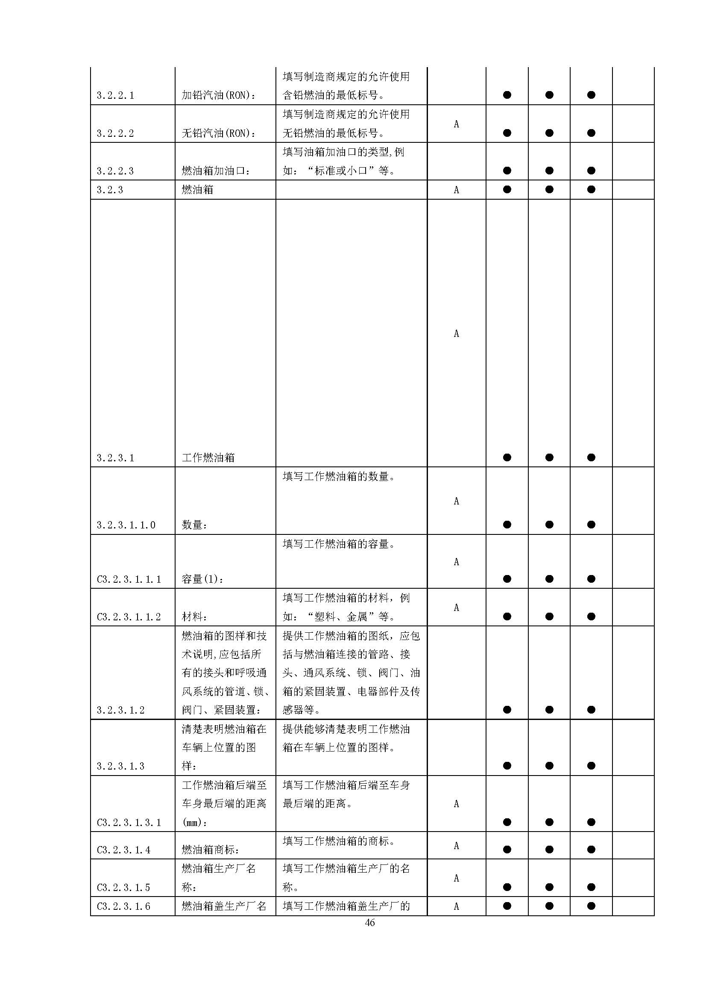 填写制造商规定的允许使用
3.2.2.1 加铅汽油(RON): 含铅燃油的最低标号。 ● ● ●
填写制造商规定的允许使用
A
3.2.2.2 无铅汽油(RON): 无铅燃油的最低标号。 ● ● ●
填写油箱加油口的类型,例
3.2.2.3 燃油箱加油口: 如：“标准或小口”等。 ● ● ●
3.2.3 燃油箱 A ● ● ●
A
3.2.3.1 工作燃油箱 ● ● ●
填写工作燃油箱的数量。
A
3.2.3.1.1.0 数量: ● ● ●
填写工作燃油箱的容量。
A
C3.2.3.1.1.1 容量(l): ● ● ●
填写工作燃油箱的材料，例
A
C3.2.3.1.1.2 材料: 如：“塑料、金属”等。 ● ● ●
燃油箱的图样和技 提供工作燃油箱的图纸，应包
术说明,应包括所 括与燃油箱连接的管路、接
有的接头和呼吸通 头、通风系统、锁、阀门、油
风系统的管道、锁、 箱的紧固装置、电器部件及传
3.2.3.1.2 阀门、紧固装置: 感器等。 ● ● ●
清楚表明燃油箱在 提供能够清楚表明工作燃油
车辆上位置的图 箱在车辆上位置的图样。
3.2.3.1.3 样: ● ● ●
工作燃油箱后端至 填写工作燃油箱后端至车身
车身最后端的距离 最后端的距离。 A
C3.2.3.1.3.1 (mm): ● ● ●
填写工作燃油箱的商标。
A
C3.2.3.1.4 燃油箱商标: ● ● ●
燃油箱生产厂名 填写工作燃油箱生产厂的名
A
C3.2.3.1.5 称: 称。 ● ● ●
C3.2.3.1.6 燃油箱盖生产厂名 填写工作燃油箱盖生产厂的 A ● ● ●
46